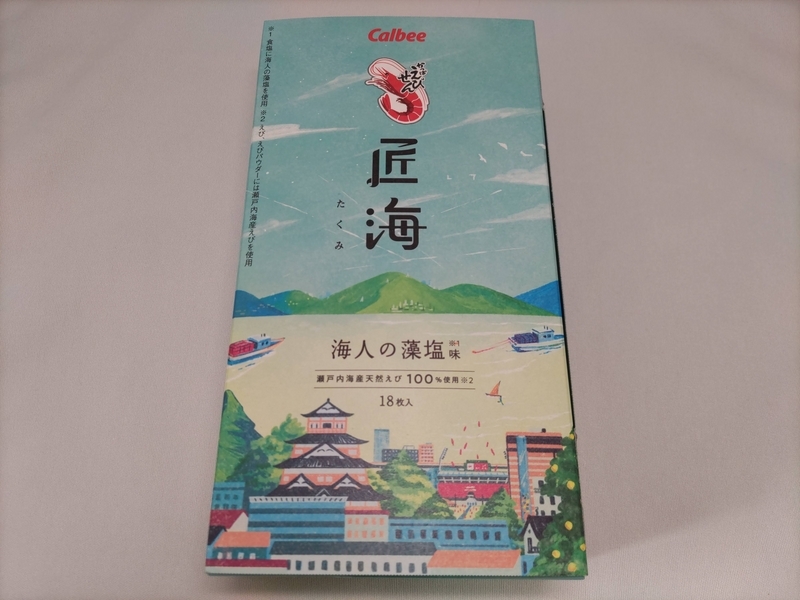 Calbee
かっぱ
えび
せん
匠海
たくみ
海人の藻塩味※1
瀬戸内海産天然えび100%使用※2
18枚入
※1 食塩に海人の藻塩を使用 ※2 えび、えびパウダーには瀬戸内海産えびを使用